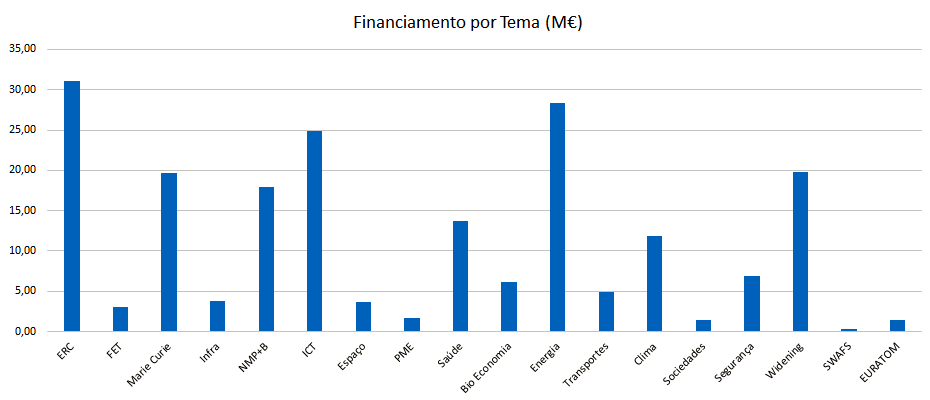 Financiamento por Tema (M€)
35,00
30,00
25,00
20,00
15,00
10,00
5,00
0,00
ERC
FET
Marie Curie
Infra
NMP+B
ICT
Espaço
PME
Saúde
Bio Economia
Energia
Transportes
Clima
Sociedades
Segurança
Widening
SWAFS
EURATOM